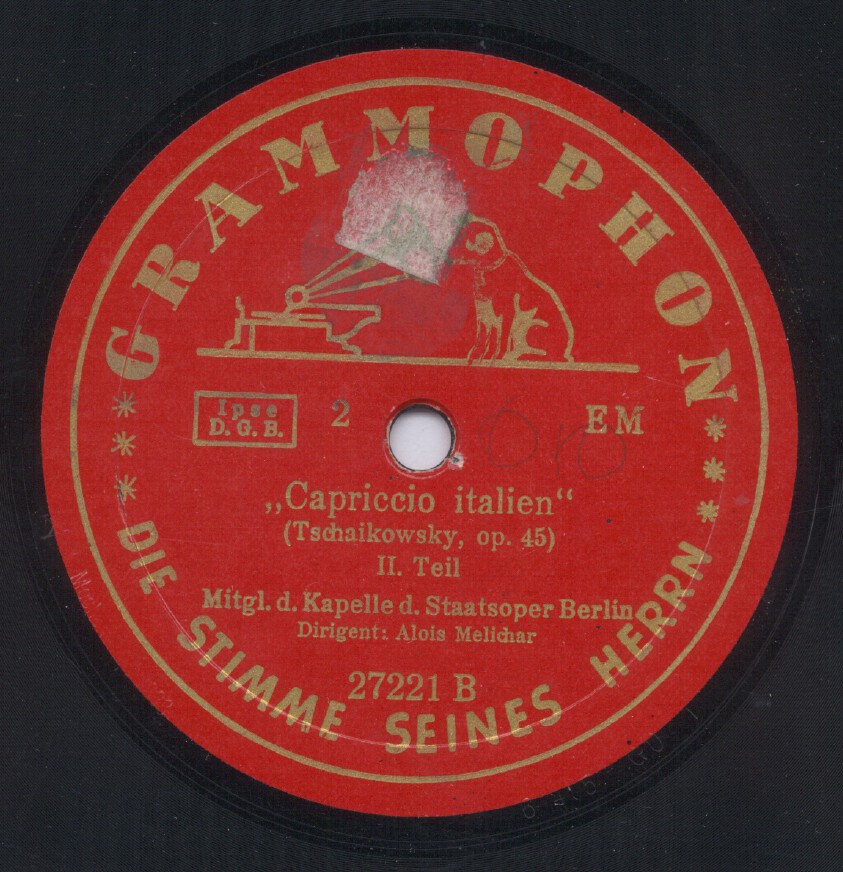 GRAMMOPHON
Ipse
D. G. B.
2
EM
„Capriccio italien“
(Tschaikowsky, op. 45)
II. Teil
Mitgl. d. Kapelle d. Staatsoper Berlin
Dirigent: Alois Melichar
27221 B
*** DIE STIMME SEINES HERRN ***